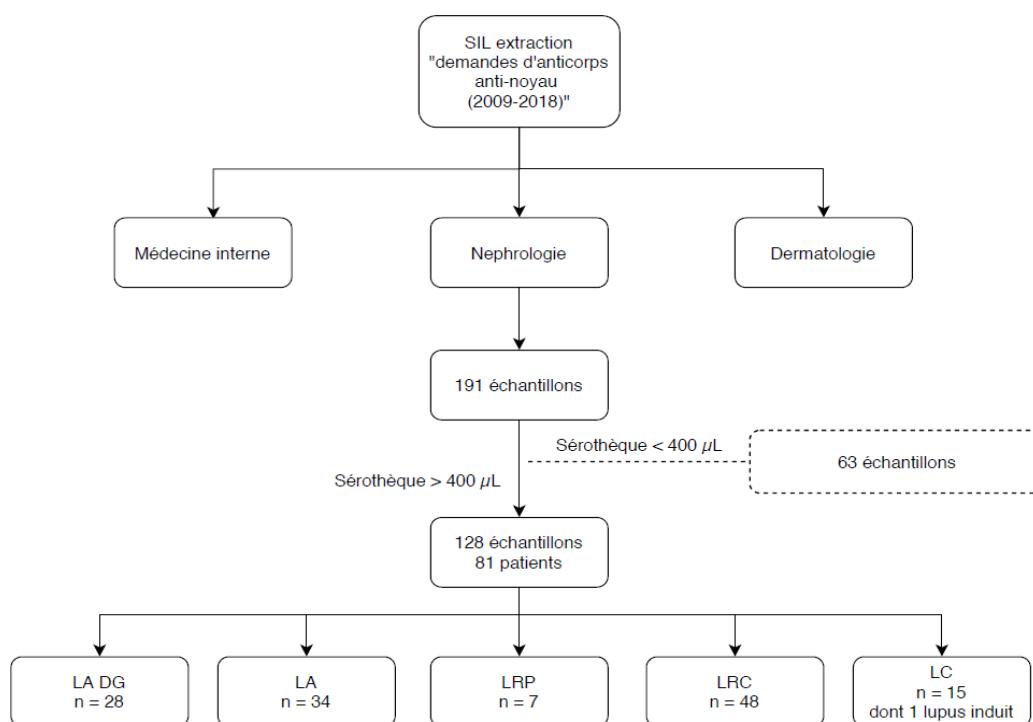 SIL extraction
"demandes d'anticorps
anti-noyau
(2009-2018)"
Médecine interne
Nephrologie
Dermatologie
191 échantillons
Sérothèque < 400 µL
63 échantillons
Sérothèque > 400 µL
128 échantillons
81 patients
LA DG
n = 28
LA
n = 34
LRP
n = 7
LRC
n = 48
LC
n = 15
dont 1 lupus induit